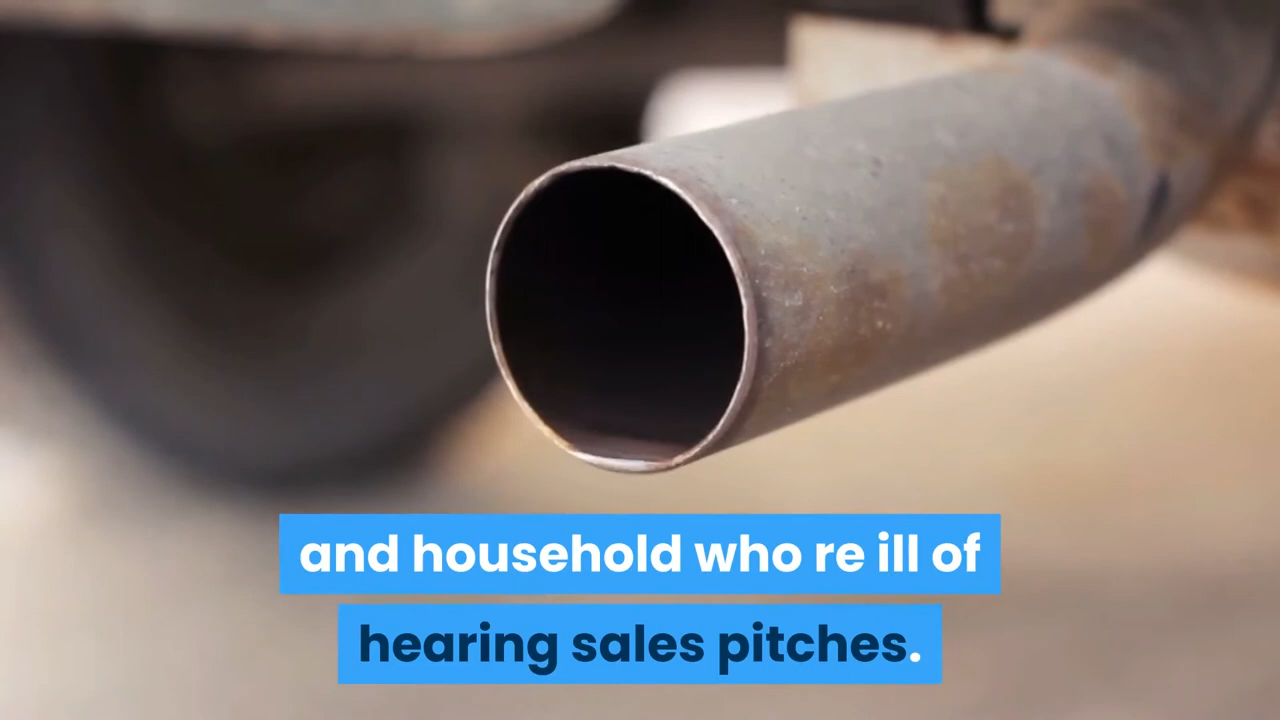 and household who re ill of
hearing sales pitches.